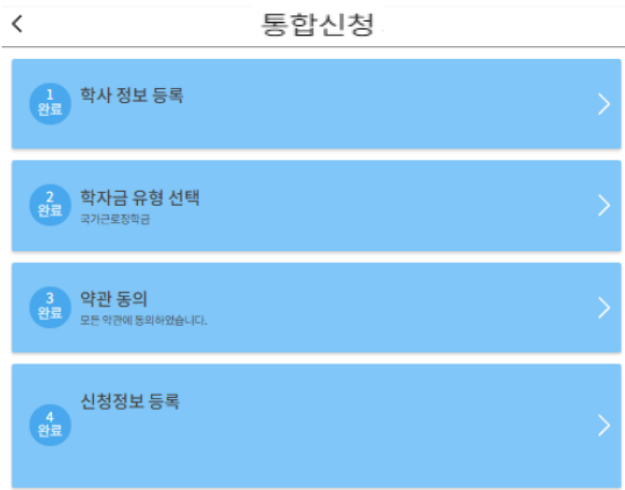 통합신청
1
완료
학사 정보 등록
2
완료
학자금 유형 선택
국가근로장학금
3
완료
약관 동의
모든 약관에 동의하였습니다.
4
완료
신청정보 등록